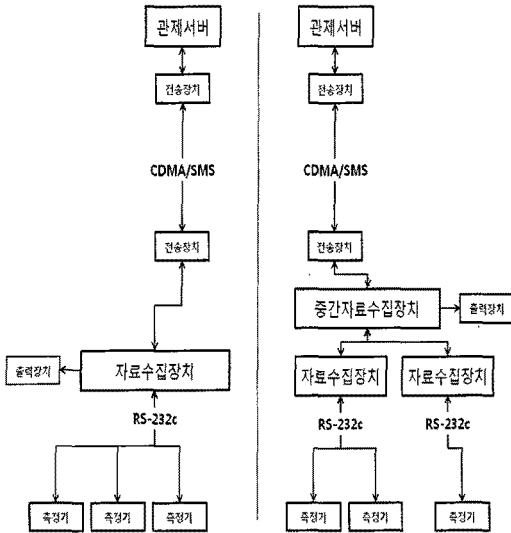 관제서버
전송장치
CDMA/SMS
전송장치
출력장치
자료수집장치
RS-232c
측정기
측정기
측정기
관제서버
전송장치
CDMA/SMS
전송장치
중간자료수집장치
출력장치
자료수집장치
자료수집장치
RS-232c
RS-232c
측정기
측정기
측정기